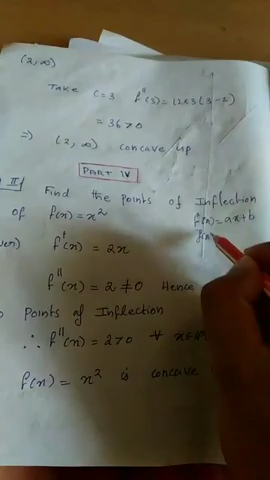 (2, ∞)
Take c=3 f''(3)=12×3(3-2)
= 36>0
⇒ (2, ∞) concave up
PART IV
II Find the points of Inflection
of f(x)=x² f(x)=ax+b
f'(x) = 2x
f''(x) = 2 ≠0 Hence
Points of Inflection
∴ f''(x)=2>0 ∀
f(x) = x² is concave